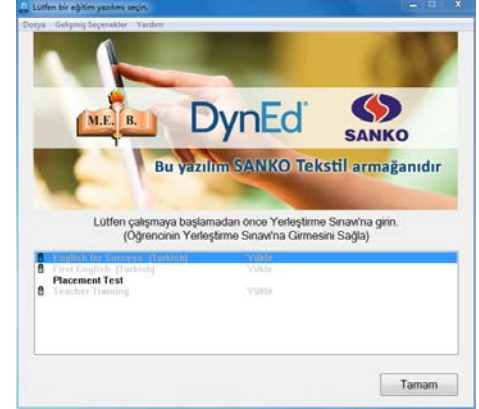 Lütfen bir eğitim yazılımı seçin.
Dosya Gelişmiş Seçenekler Yardım
M.E. B.
DynEd
SANKO
Bu yazılım SANKO Tekstil armağanıdır
Lütfen çalışmaya başlamadan önce Yerleştirme Sınavı'na girin.
(Öğrencinin Yerleştirme Sınavı'na Girmesini Sağla)
English for Success (Turkish) Yükle
First English (Turkish) Yükle
Placement Test
Teacher Training Yükle
Tamam